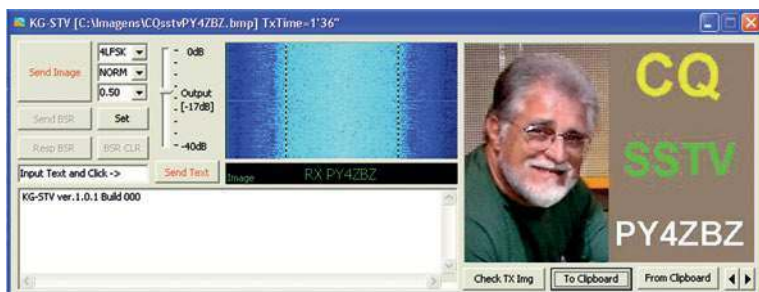 KG-STV [C:\Imagens\CQsstvPY4ZBZ.bmp] TxTime=1'36"
Send Image
4LFSK
NORM
0.50
0dB
Output
[-17dB]
-40dB
Send BSR
Set
Resp BSR
BSR CLR
Input Text and Click ->
Send Text
Image
RX PY4ZBZ
KG-STV ver.1.0.1 Build 000
CQ
SSTV
PY4ZBZ
Check TX Img
To Clipboard
From Clipboard